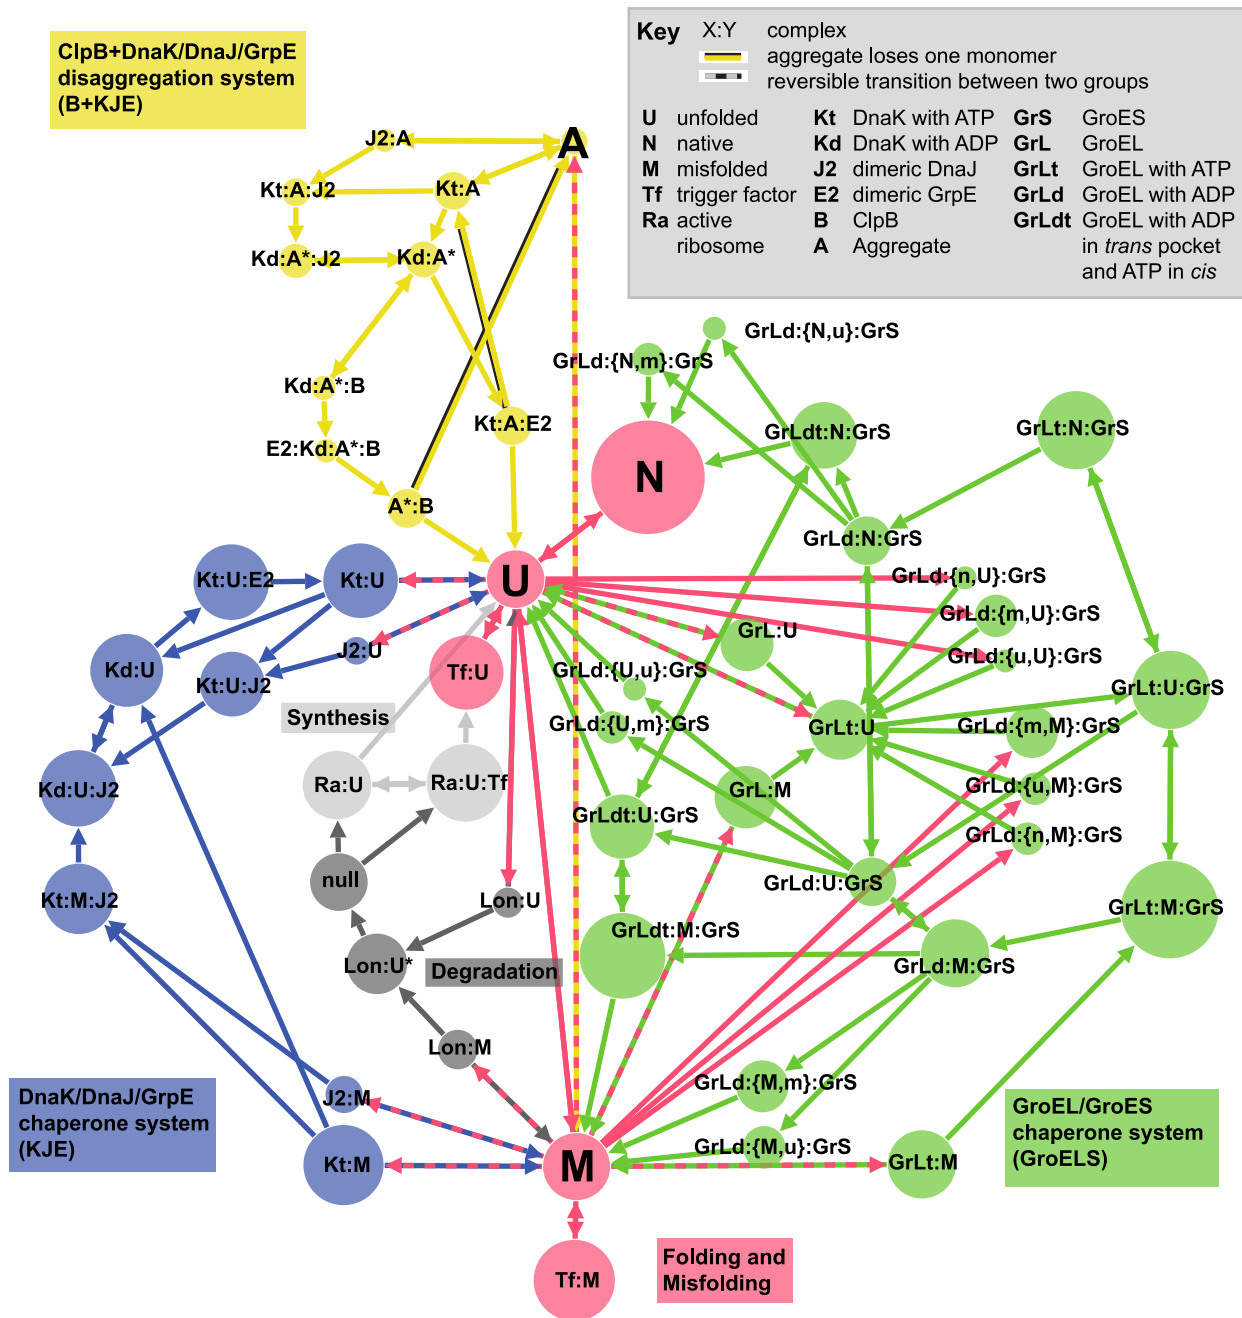 ClpB+DnaK/DnaJ/GrpE
disaggregation system
(B+KJE)
Key X:Y complex
aggregate loses one monomer
reversible transition between two groups
U unfolded Kt DnaK with ATP GrS GroES
N native Kd DnaK with ADP GrL GroEL
M misfolded J2 dimeric DnaJ GrLt GroEL with ATP
Tf trigger factor E2 dimeric GrpE GrLd GroEL with ADP
Ra active B ClpB GrLdt GroEL with ADP
ribosome A Aggregate in trans pocket
and ATP in cis
J2:A
A
Kt:A:J2
Kt:A
Kd:A*:J2
Kd:A*
GrLd:{N,u}:GrS
GrLd:{N,m}:GrS
Kd:A*:B
Kt:A:E2
GrLdt:N:GrS
GrLt:N:GrS
E2:Kd:A*:B
N
A*:B
GrLd:N:GrS
Kt:U:E2
Kt:U
U
GrLd:{n,U}:GrS
GrLd:{m,U}:GrS
GrL:U
J2:U
GrLd:{u,U}:GrS
Kd:U
Kt:U:J2
Tf:U
GrLd:{U,u}:GrS
GrLt:U:GrS
Synthesis
GrLd:{U,m}:GrS
GrLt:U
GrLd:{m,M}:GrS
Kd:U:J2
Ra:U
Ra:U:Tf
GrL:M
GrLd:{u,M}:GrS
GrLdt:U:GrS
GrLd:{n,M}:GrS
null
GrLd:U:GrS
Kt:M:J2
Lon:U
GrLt:M:GrS
GrLdt:M:GrS
Lon:U*
Degradation
GrLd:M:GrS
Lon:M
GrLd:{M,m}:GrS
DnaK/DnaJ/GrpE
chaperone system
(KJE)
J2:M
GroEL/GroES
chaperone system
(GroELS)
GrLd:{M,u}:GrS
Kt:M
M
GrLt:M
Tf:M
Folding and
Misfolding